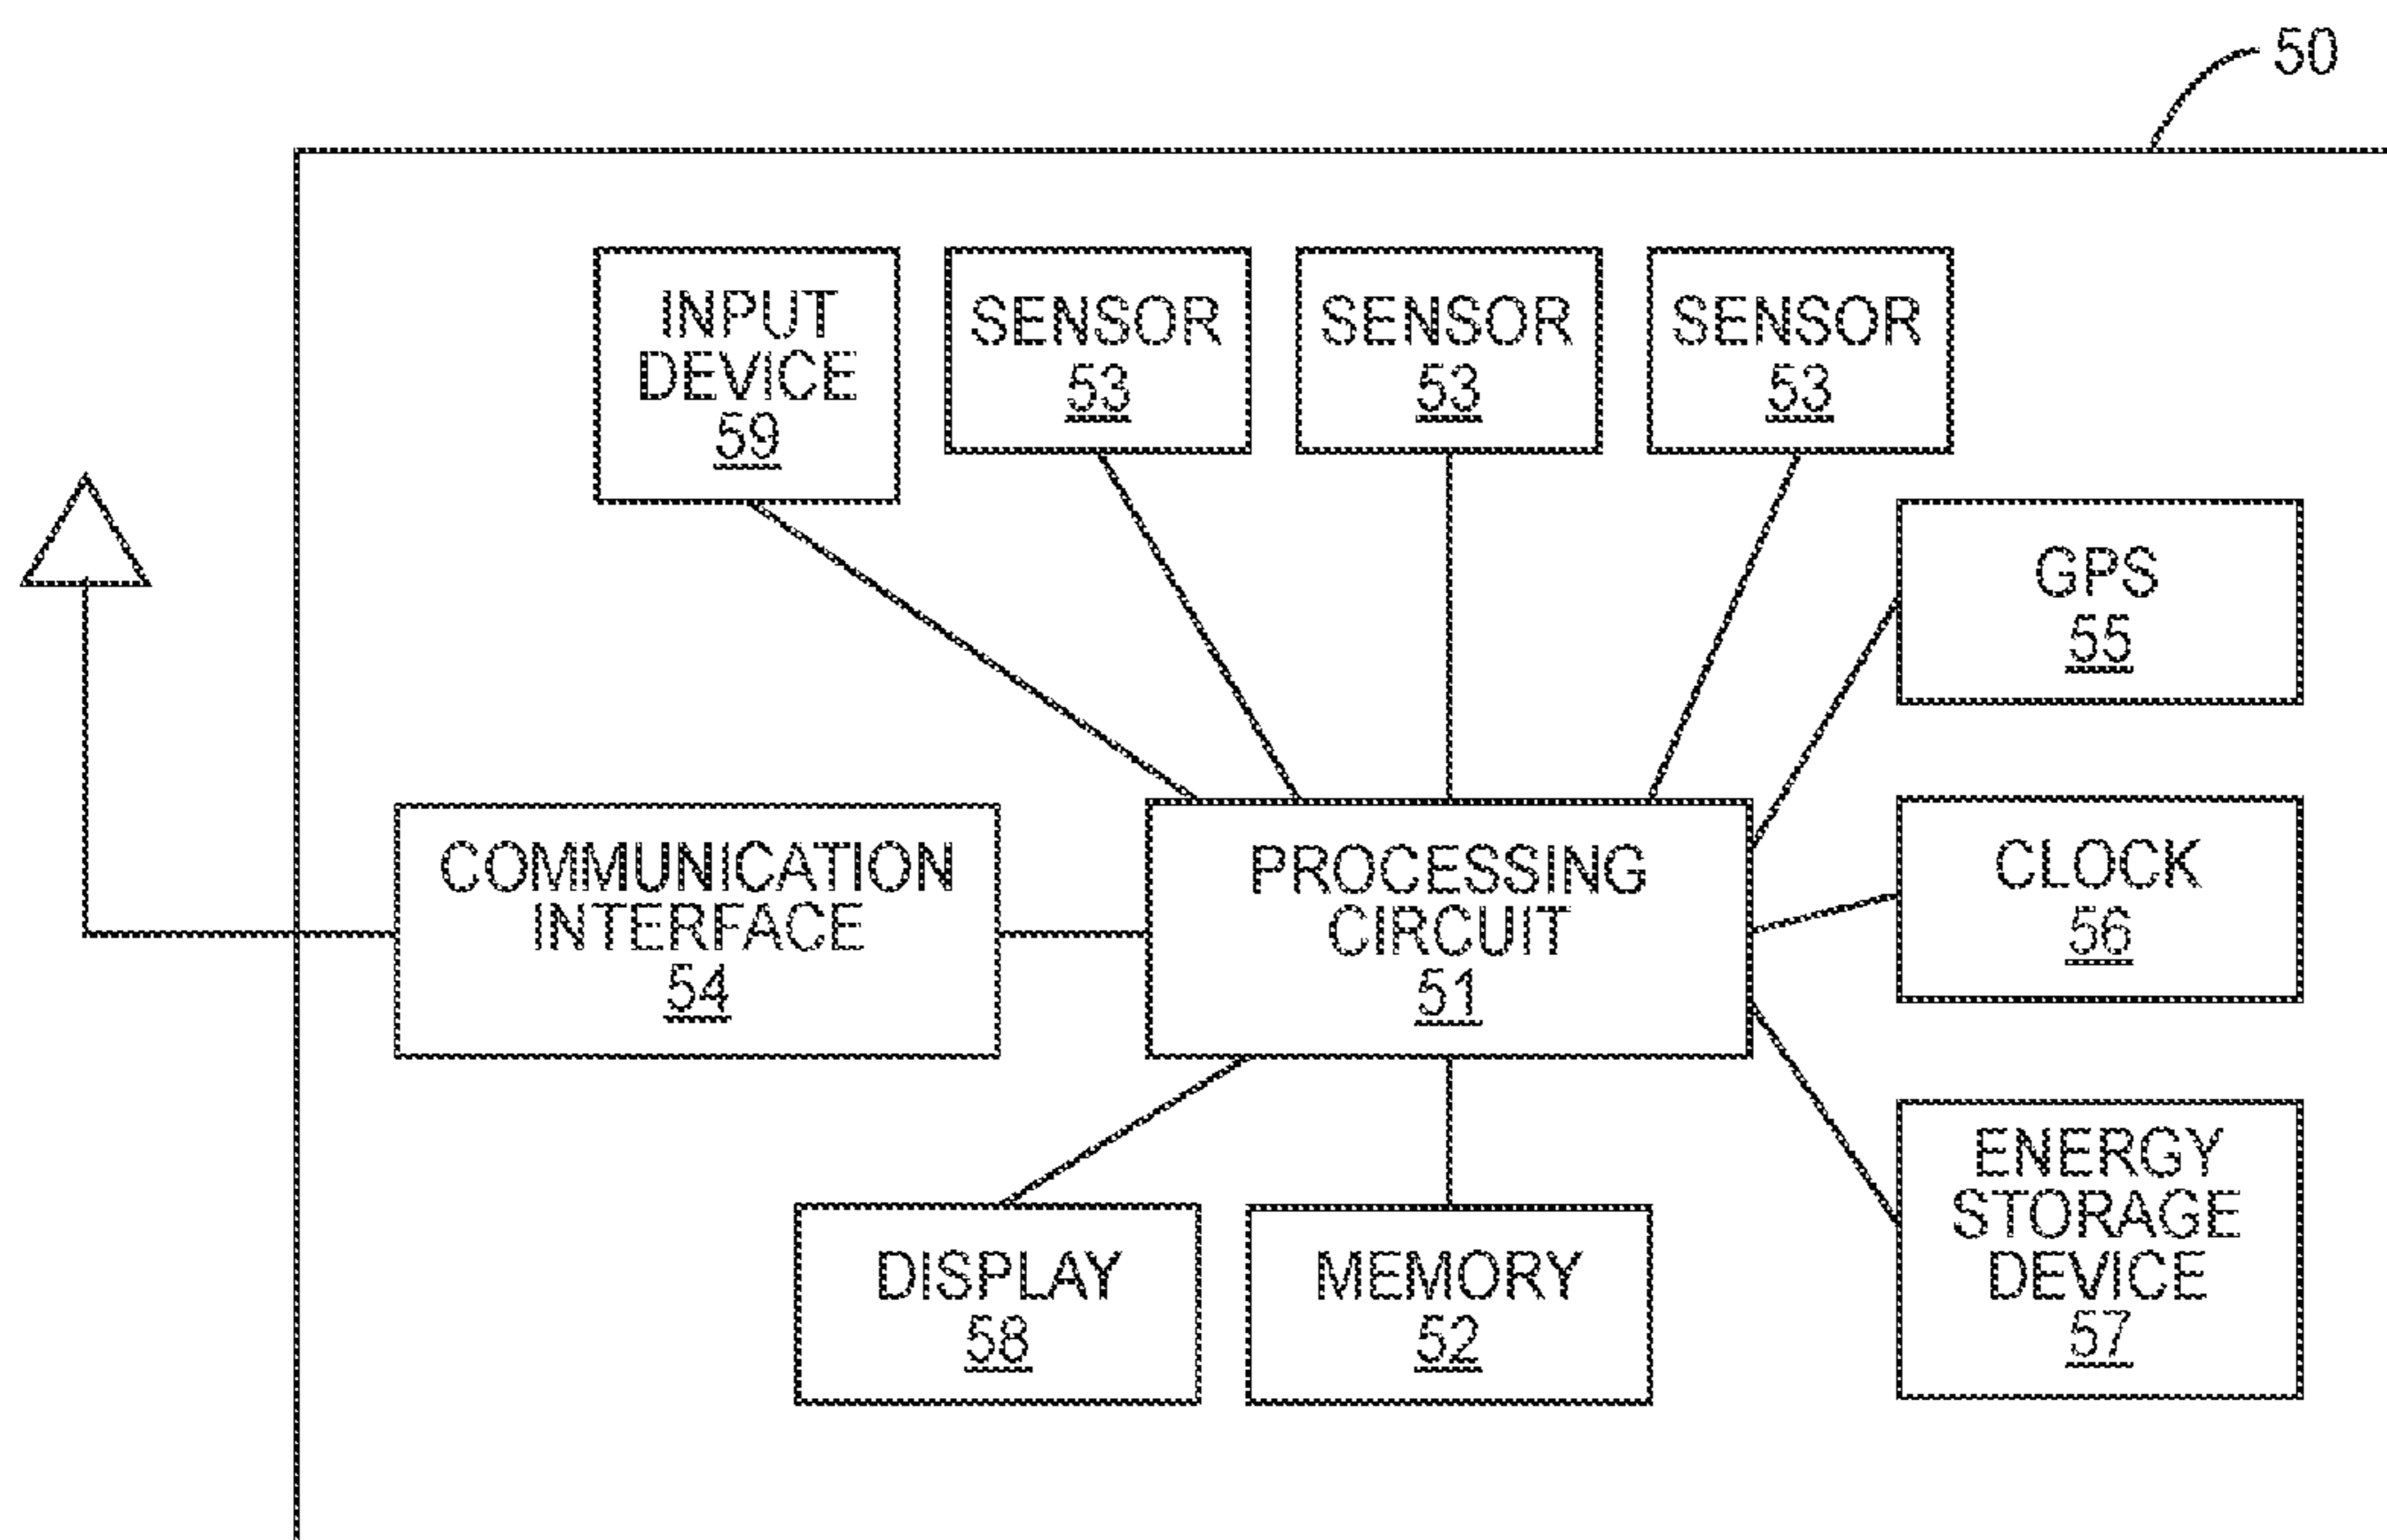 50
INPUT
DEVICE
59
SENSOR
53
SENSOR
53
SENSOR
53
GPS
55
COMMUNICATION
INTERFACE
54
PROCESSING
CIRCUIT
51
CLOCK
56
DISPLAY
58
MEMORY
52
ENERGY
STORAGE
DEVICE
57